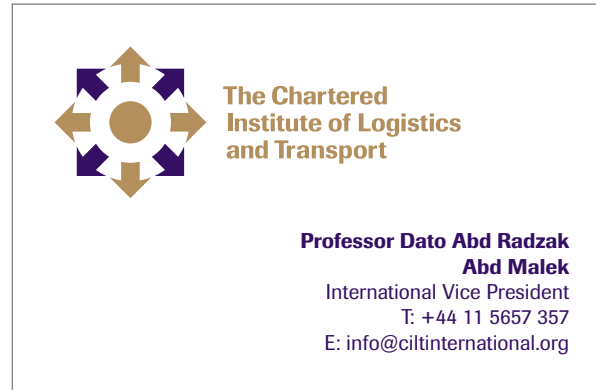 The Chartered
Institute of Logistics
and Transport
Professor Dato Abd Radzak
Abd Malek
International Vice President
T: +44 11 5657 357
E: info@ciltinternational.org